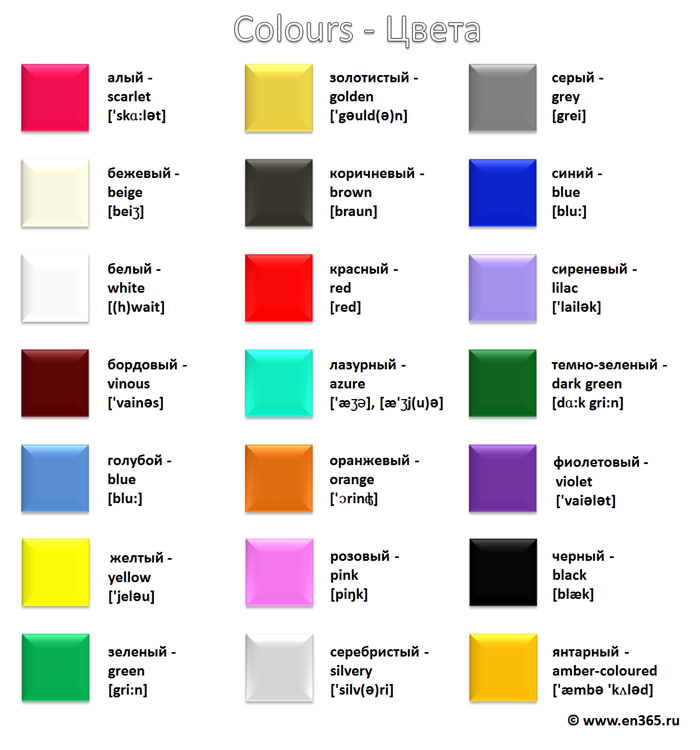 Colours - Цвета
алый -
scarlet
['skɑ:lət]
бежевый -
beige
[beiʒ]
белый -
white
[(h)wait]
бордовый -
vinous
['vainəs]
голубой -
blue
[blu:]
желтый -
yellow
['jeləu]
зеленый -
green
[gri:n]
золотистый -
golden
['gəuld(ə)n]
коричневый -
brown
[braun]
красный -
red
[red]
лазурный -
azure
['æʒə], [æ'ʒj(u)ə]
оранжевый -
orange
['ɔrinʤ]
розовый -
pink
[piŋk]
серебристый -
silvery
['silv(ə)ri]
серый -
grey
[grei]
синий -
blue
[blu:]
сиреневый -
lilac
['lailək]
темно-зеленый -
dark green
[dɑ:k gri:n]
фиолетовый -
violet
['vaiələt]
черный -
black
[blæk]
янтарный -
amber-coloured
['æmbə 'kʌləd]
© www.en365.ru